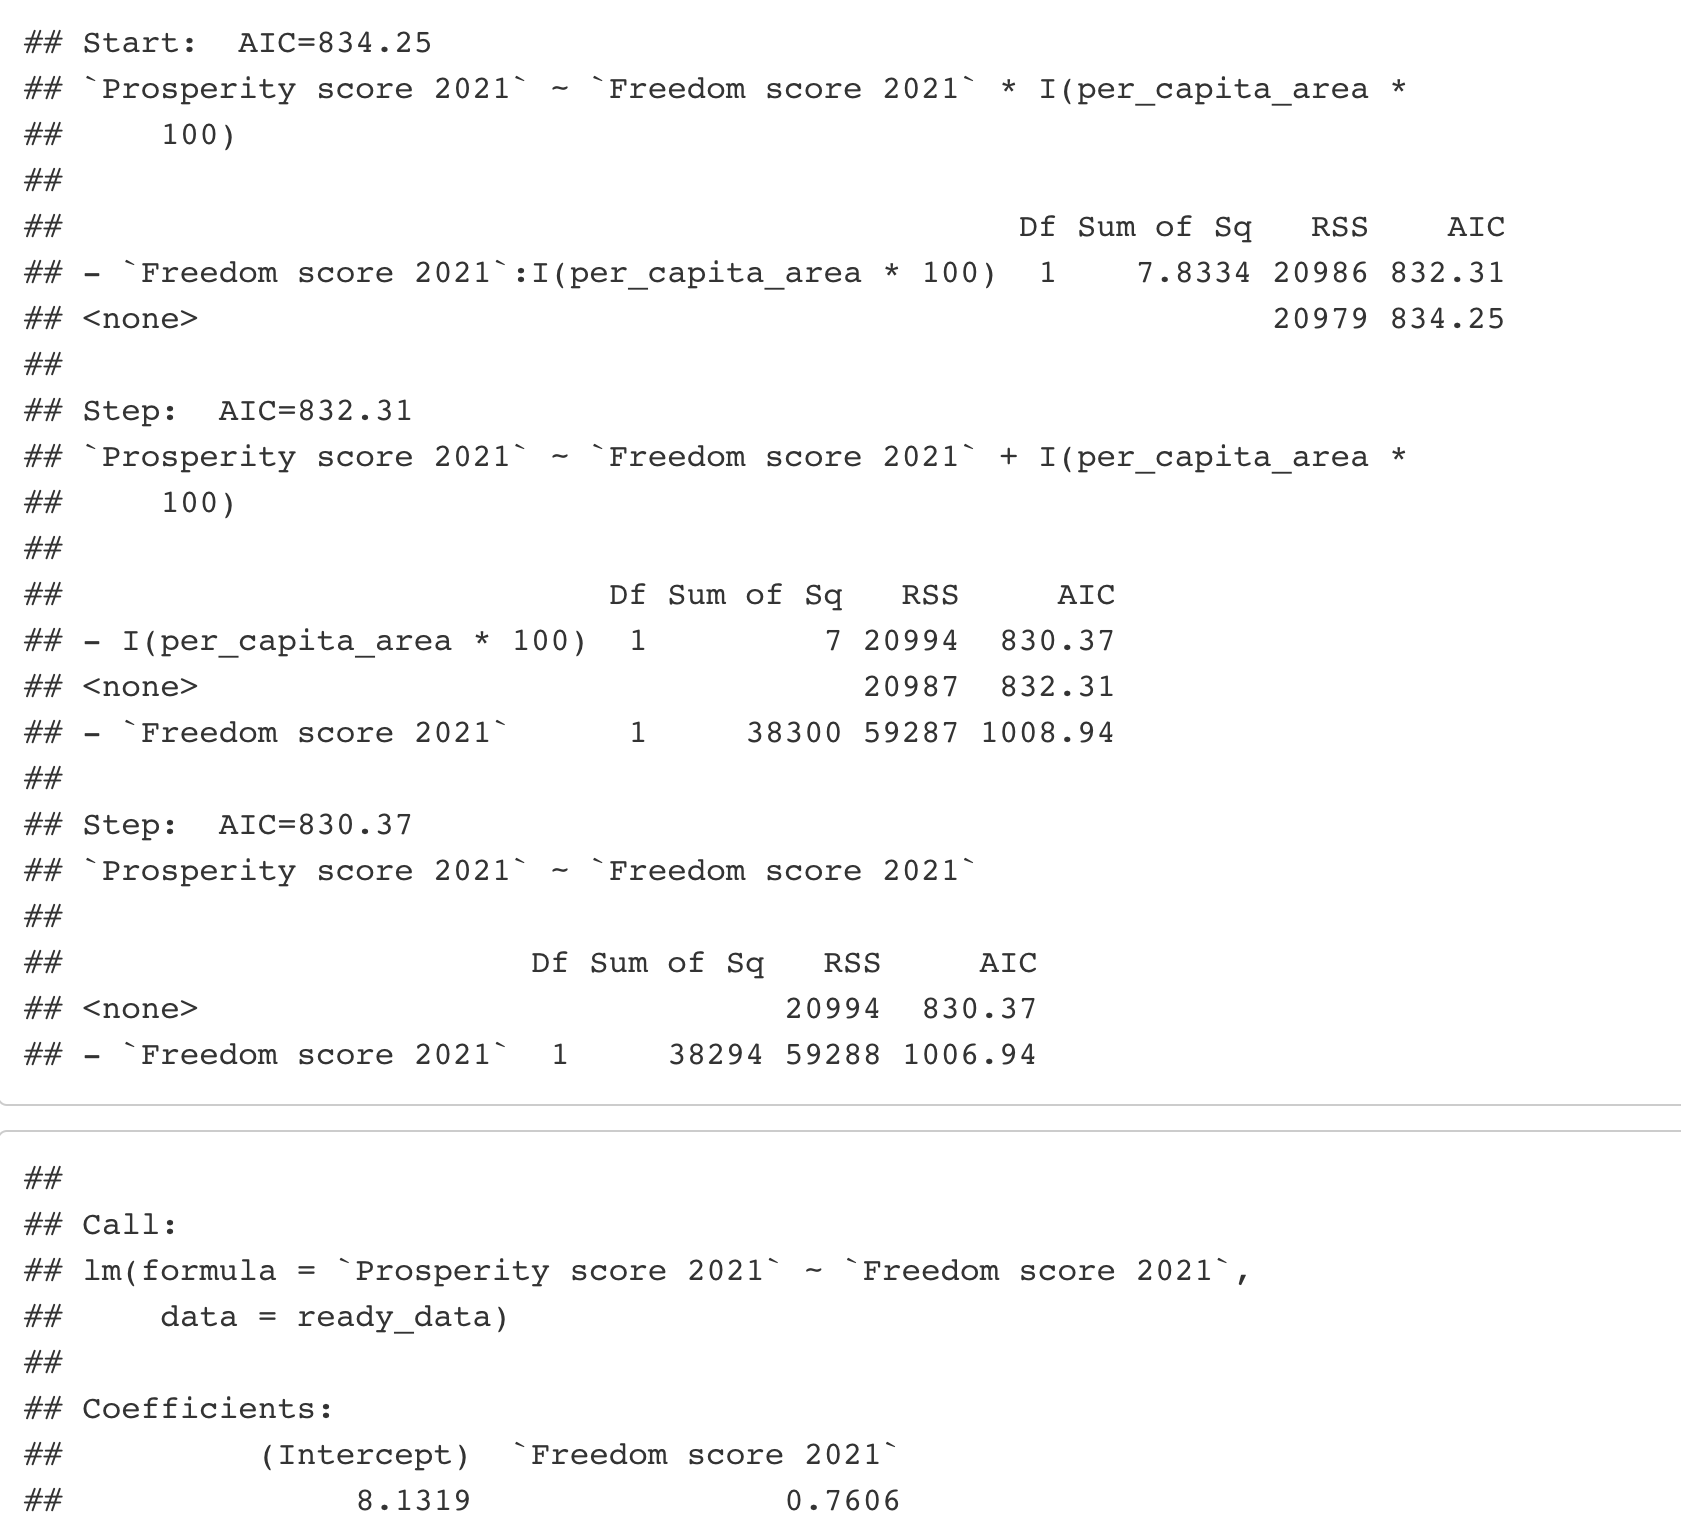 ## Start:  AIC=834.25
## `Prosperity score 2021` ~ `Freedom score 2021` * I(per_capita_area *
##     100)
##
##                                                 Df Sum of Sq   RSS    AIC
## - `Freedom score 2021`:I(per_capita_area * 100)  1    7.8334 20986 832.31
## <none>                                                       20979 834.25
##
## Step:  AIC=832.31
## `Prosperity score 2021` ~ `Freedom score 2021` + I(per_capita_area *
##     100)
##
##                            Df Sum of Sq   RSS     AIC
## - I(per_capita_area * 100)  1         7 20994  830.37
## <none>                                  20987  832.31
## - `Freedom score 2021`      1     38300 59287 1008.94
##
## Step:  AIC=830.37
## `Prosperity score 2021` ~ `Freedom score 2021`
##
##                        Df Sum of Sq   RSS     AIC
## <none>                              20994  830.37
## - `Freedom score 2021`  1     38294 59288 1006.94
##
## Call:
## lm(formula = `Prosperity score 2021` ~ `Freedom score 2021`,
##     data = ready_data)
##
## Coefficients:
##          (Intercept)  `Freedom score 2021`
##               8.1319                0.7606